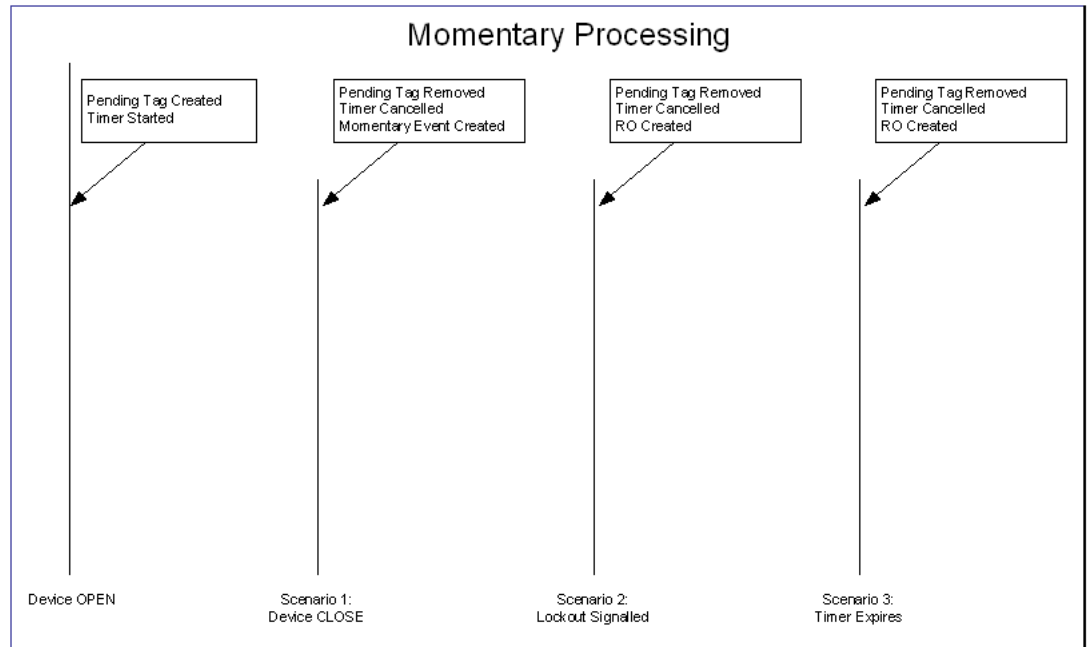 Momentary Processing
Pending Tag Created
Timer Started
Pending Tag Removed
Timer Cancelled
Momentary Event Created
Pending Tag Removed
Timer Cancelled
RO Created
Pending Tag Removed
Timer Cancelled
RO Created
Device OPEN
Scenario 1:
Device CLOSE
Scenario 2:
Lockout Signalled
Scenario 3:
Timer Expires